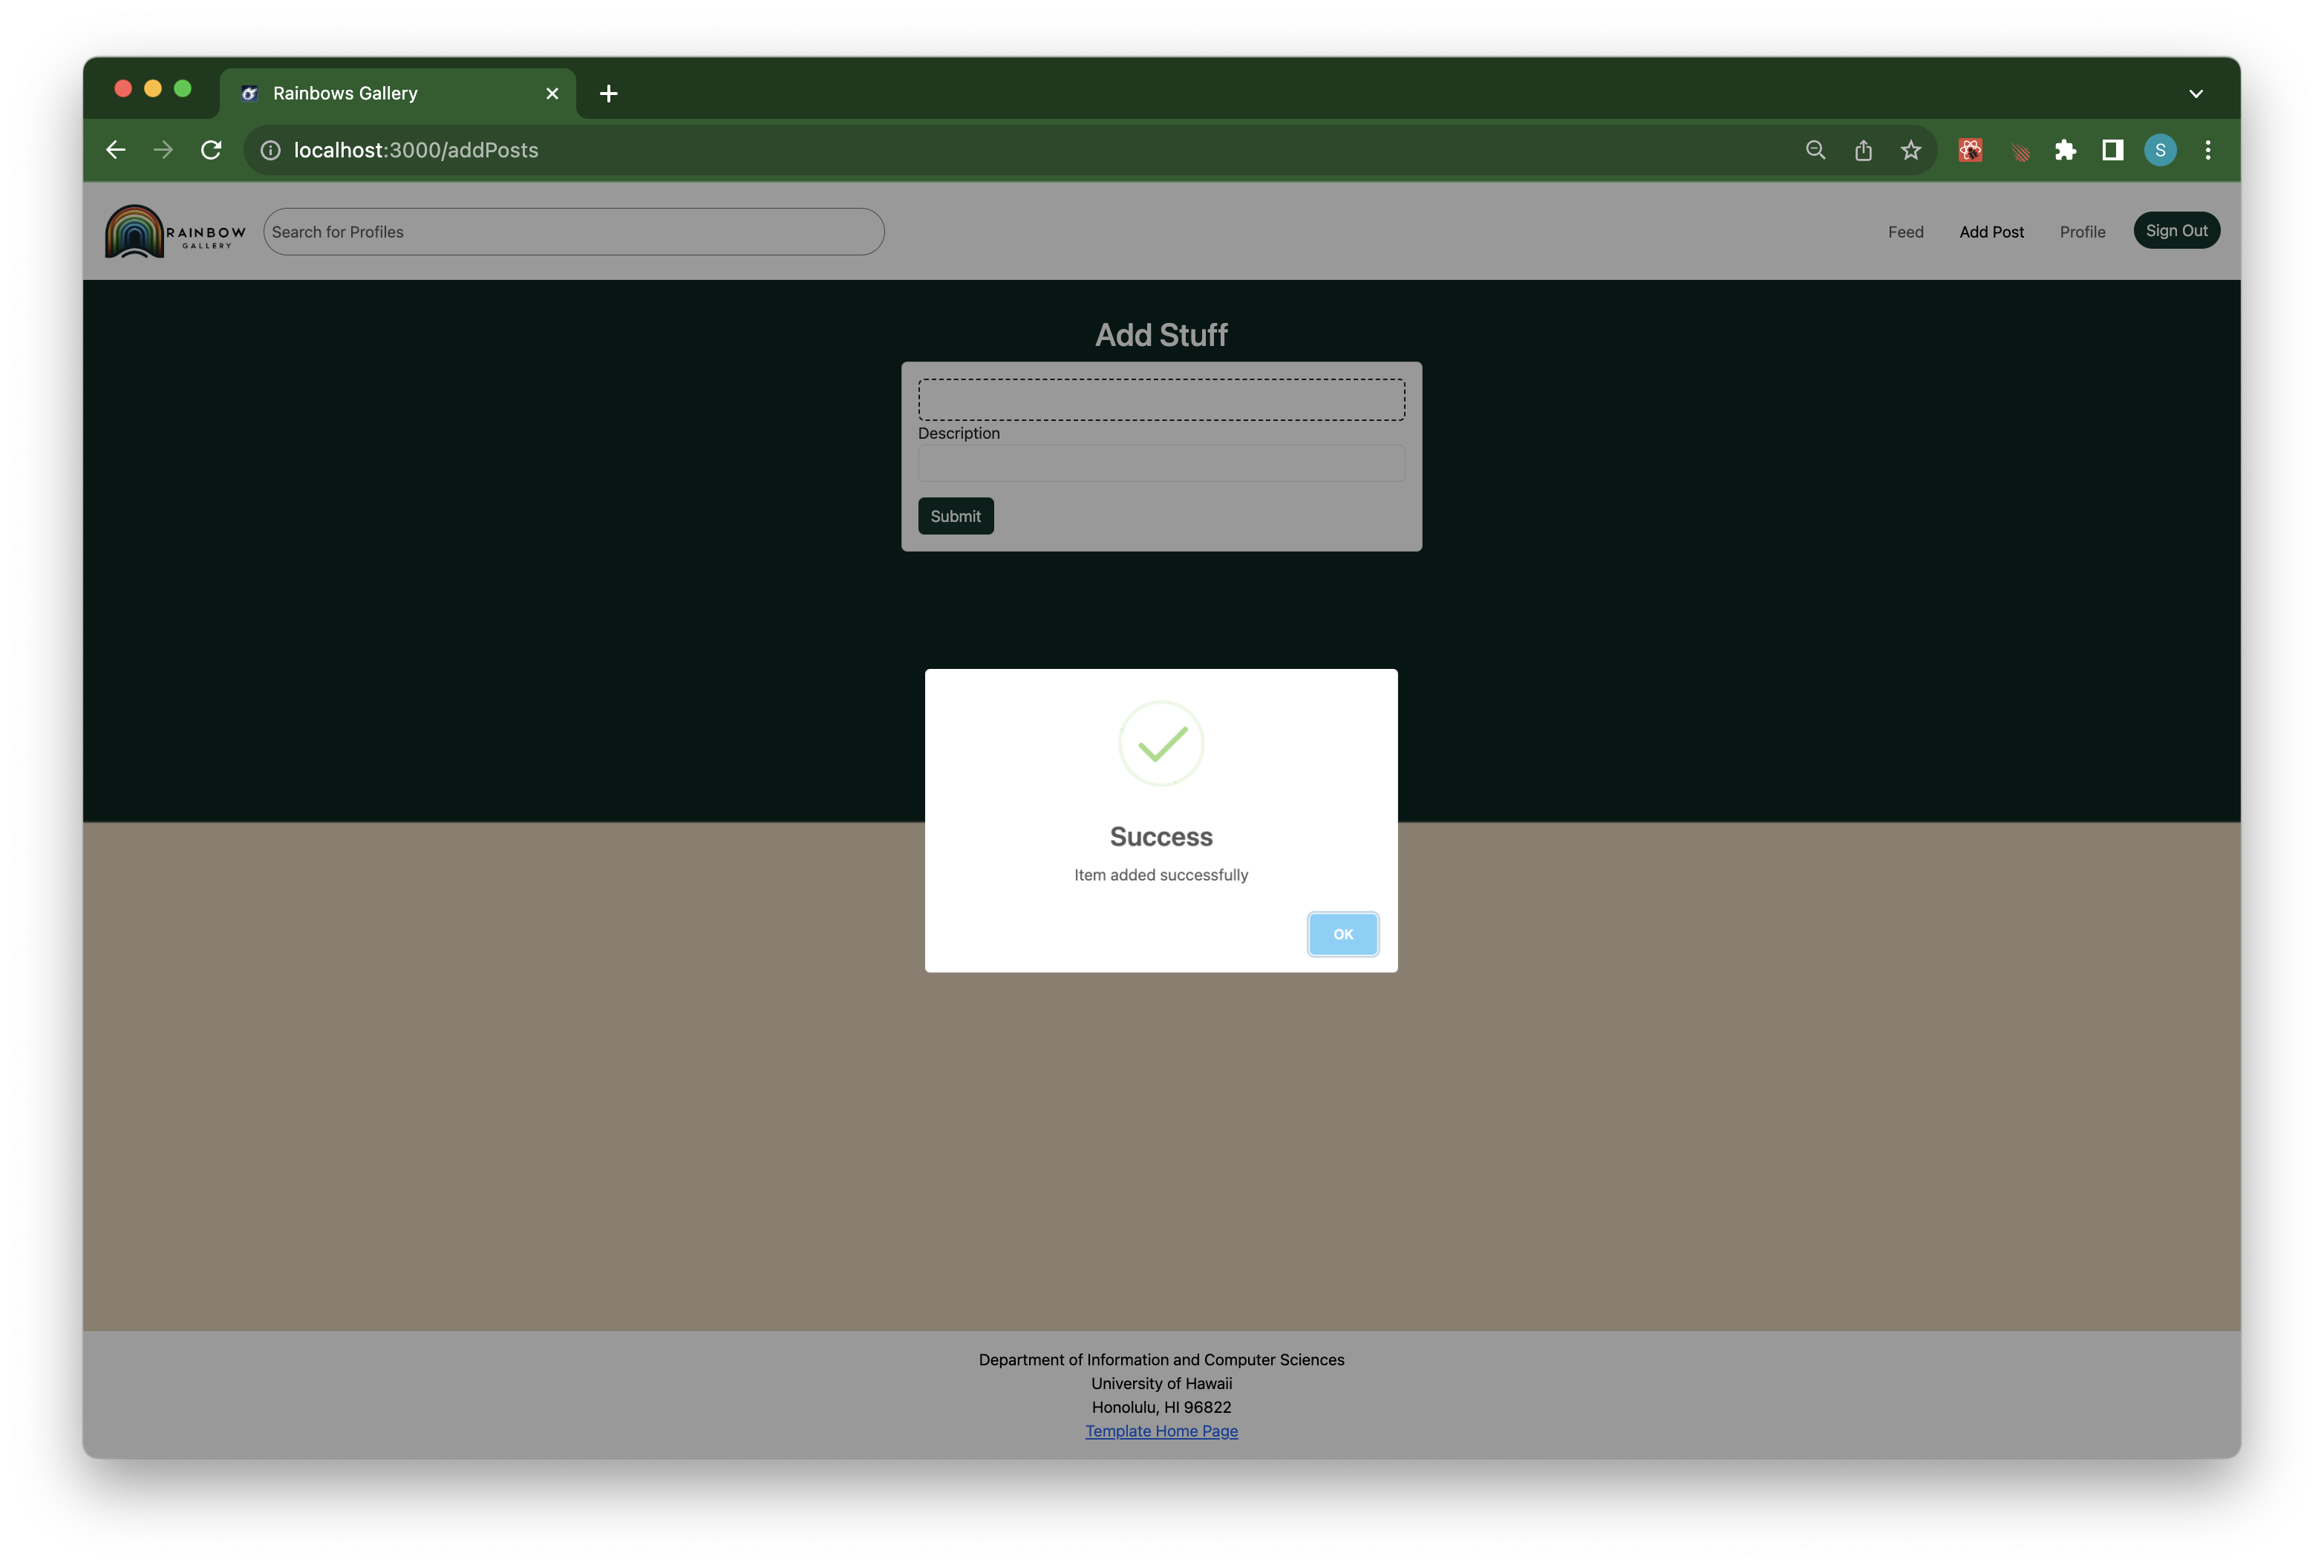 Rainbows Gallery
localhost:3000/addPosts
S
RAINBOW
GALLERY
Search for Profiles
Feed
Add Post
Profile
Sign Out
Add Stuff
Description
Submit
Success
Item added successfully
OK
Department of Information and Computer Sciences
University of Hawaii
Honolulu, HI 96822
Template Home Page